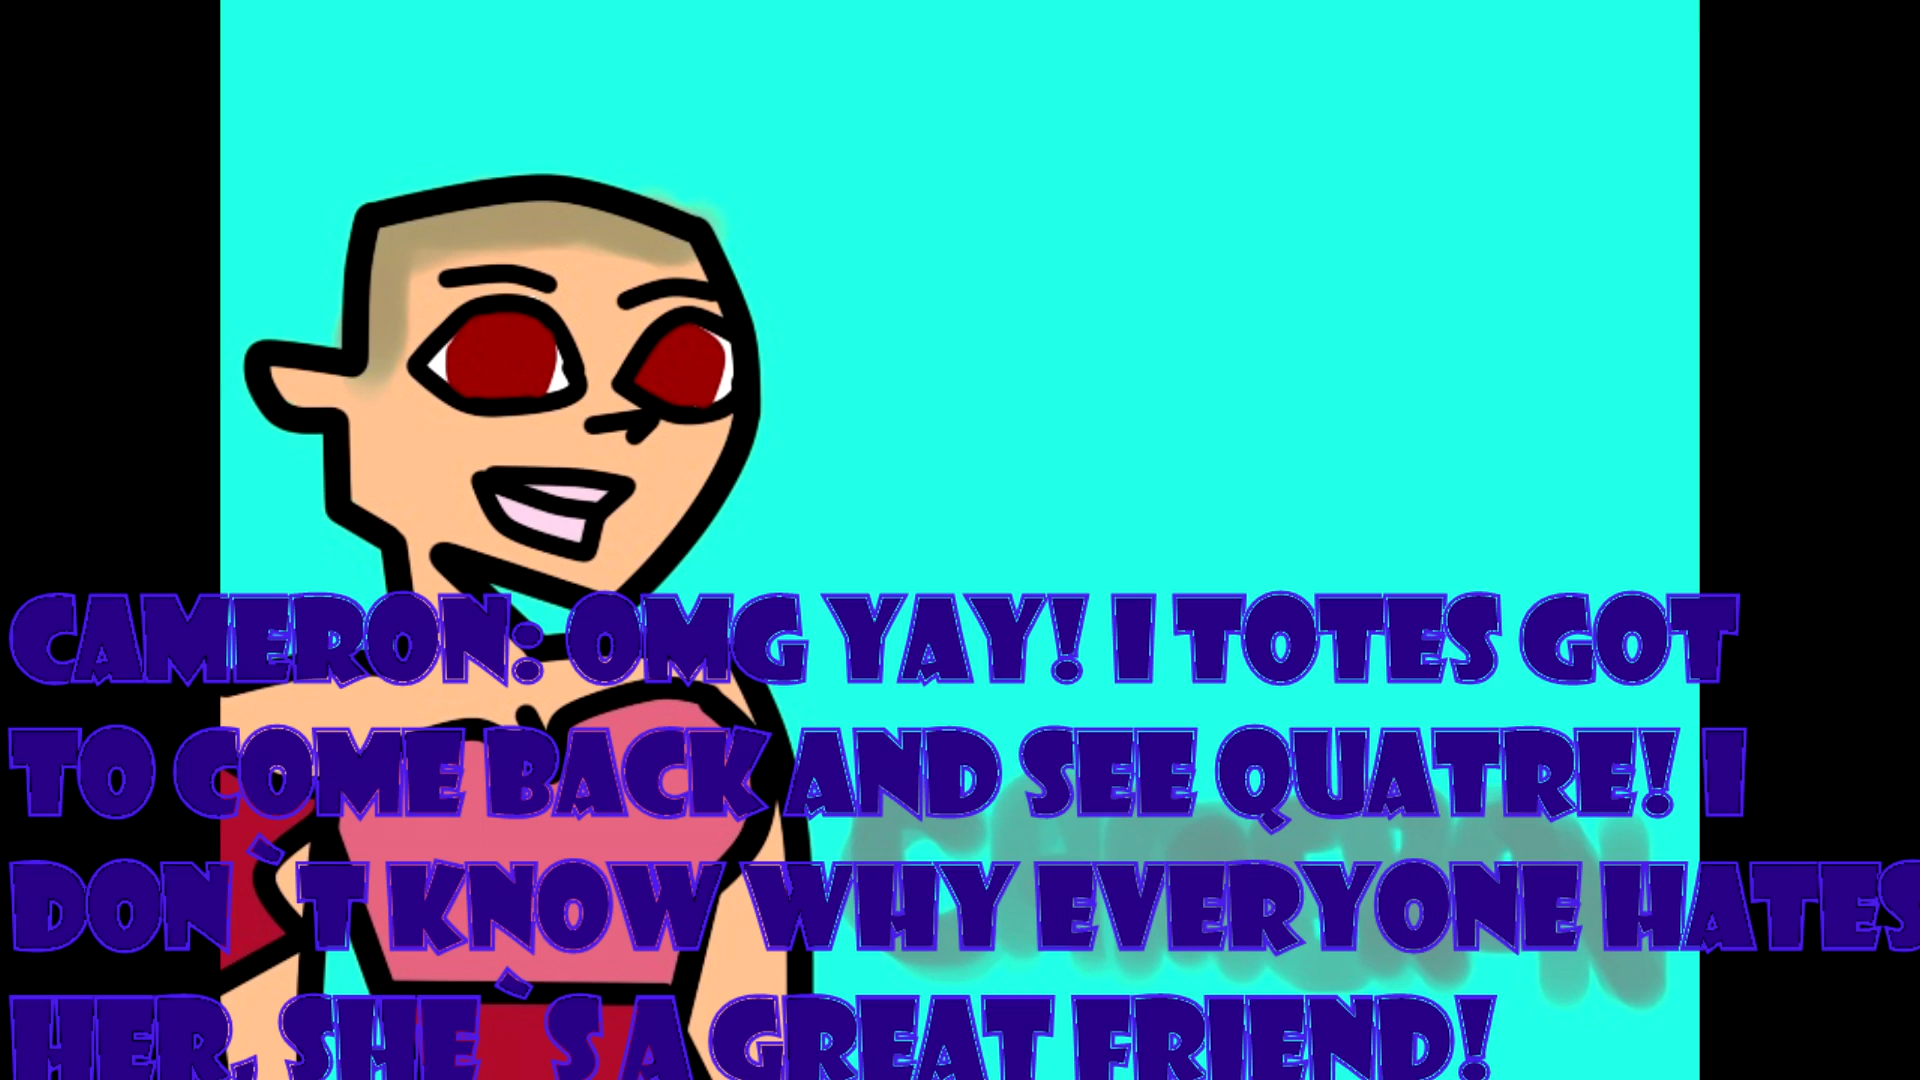 CAMERON: OMG YAY! I TOTES GOT
TO COME BACK AND SEE QUATRE! I
DON`T KNOW WHY EVERYONE HATES
HER, SHE`S A GREAT FRIEND!
CAMERON